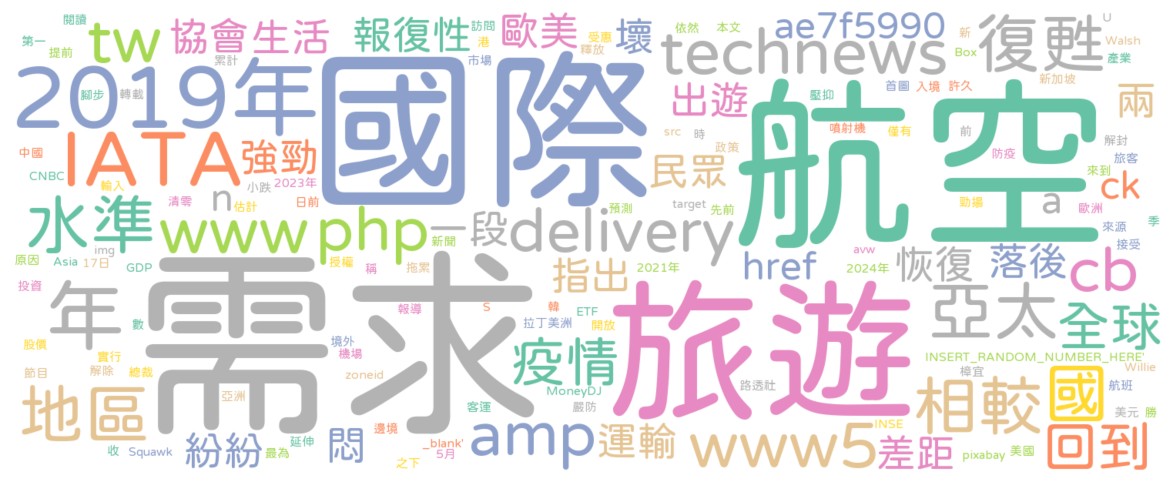 閱讀
第一
提前
tw
協會生活
累計
報復性
歐美
訪問
港
市場
受惠
釋放
壞
依然
本文
ae7f5990
technews
復甦
新
Box
U
Walsh
產業
2019年
腳步
轉載
國際
出遊
航空
壓抑
首圖
入境
許久
新加坡
兩
中國
IATA
強勁
CNBC
輸入
清零
小跌
2023年
日前
n
估計
民眾
src
時
政策
噴射機
僅有
前
防疫
解封
旅客
來到
水準
www
php
一段
delivery
預測
target
先前
勁揚
a
歐洲
ck
來源
接受
季
原因
Asia
img
17日
GDP
投資
授權
稱
新聞
拖累
指出
2021年
href
avw
2024年
恢復
落後
cb
年
數
需求
報導
S
韓
ETF
拉丁美洲
開放
旅遊
亞太
全球
股價
實行
解除
總裁
節目
境外
機場
zoneid
疫情
MoneyDJ
路透社
INSERT_RANDOM_NUMBER_HERE'
樟宜
Willie
航班
地區
亞洲
客運
嚴防
相較
國
美元
勝
收
Squawk
紛紛
最為
延伸
悶
邊境
_blank'
5月
之下
amp
運輸
www5
INSE
差距
pixabay
美國
回到